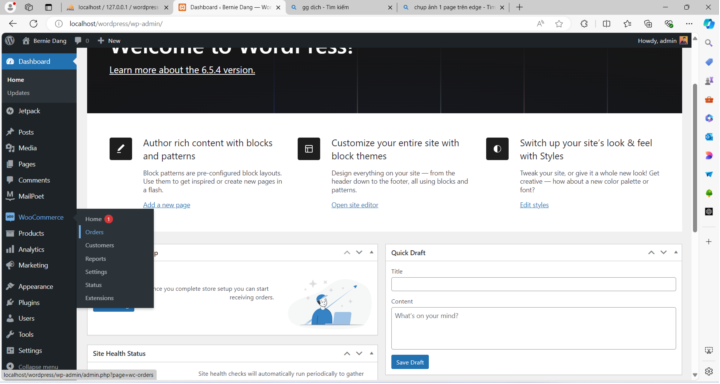 localhost / 127.0.0.1 / wordpress
Dashboard ‹ Bernie Dang — Wor
gg dịch - Tìm kiếm
chụp ảnh 1 page trên edge - Tìm
localhost/wordpress/wp-admin/
Bernie Dang
0
New
Howdy, admin
Dashboard
Home
Updates
Jetpack
Posts
Media
Pages
Comments
MailPoet
WooCommerce
Products
Analytics
Marketing
Appearance
Plugins
Users
Tools
Settings
Collapse menu
Home 1
Orders
Customers
Reports
Settings
Status
Extensions
Welcome to WordPress!
Learn more about the 6.5.4 version.
Author rich content with blocks
and patterns
Block patterns are pre-configured block layouts.
Use them to get inspired or create new pages in
a flash.
Add a new page
Customize your entire site with
block themes
Design everything on your site — from the
header down to the footer, all using blocks and
patterns.
Open site editor
Switch up your site's look & feel
with Styles
Tweak your site, or give it a whole new look! Get
creative — how about a new color palette or
font?
Edit styles
once you complete store setup you can start
receiving orders.
Site Health Status
Site health checks will automatically run periodically to gather
Quick Draft
Title
Content
What's on your mind?
Save Draft
localhost/wordpress/wp-admin/admin.php?page=wc-orders